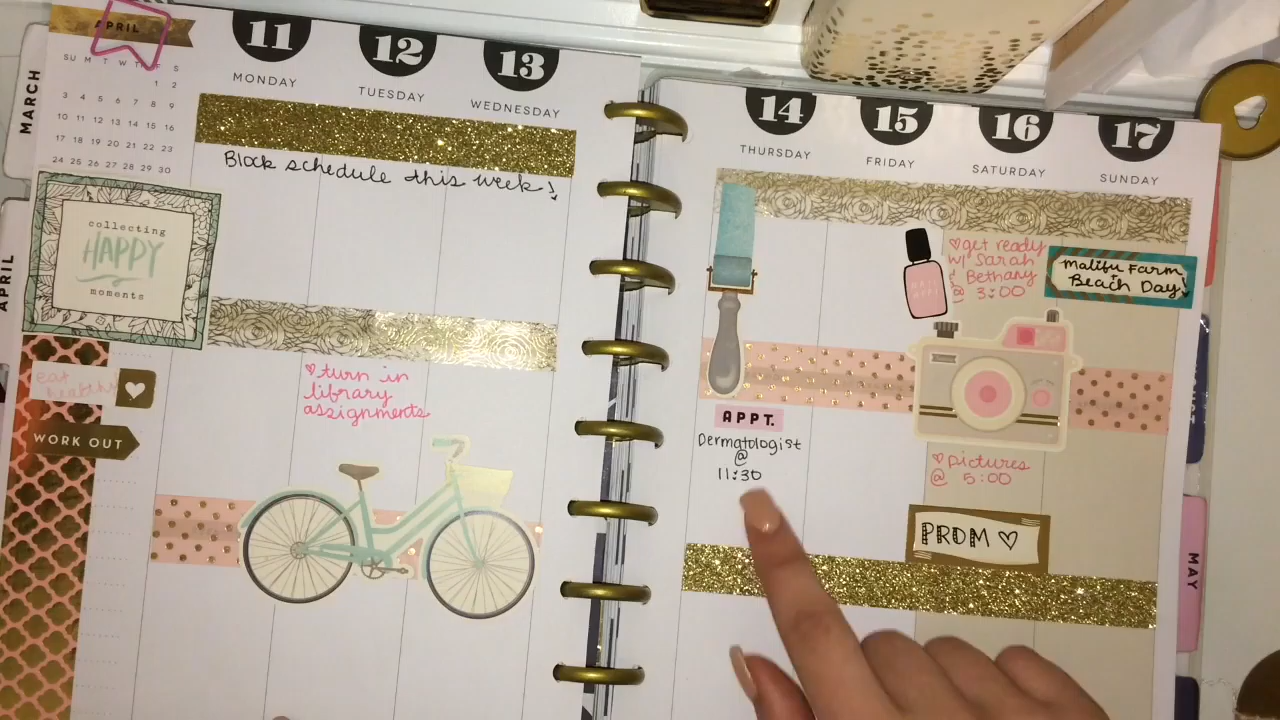 APRIL
SU M T W T F S
1 2
3 4 5 6 7 8 9
10 11 12 13 14 15 16
17 18 19 20 21 22 23
24 25 26 27 28 29 30
MARCH
APRIL
11
MONDAY
12
TUESDAY
13
WEDNESDAY
Block schedule this week!
collecting
HAPPY
moments
eat
healthy
WORK OUT
turn in
library
assignments
14
THURSDAY
15
FRIDAY
16
SATURDAY
17
SUNDAY
get ready
w/ Sarah
& Bethany
@ 3:00
Malibu Farm
+
Beach Day!
APPT.
Dermatologist
@
11:30
pictures
@ 5:00
PROM
MAY